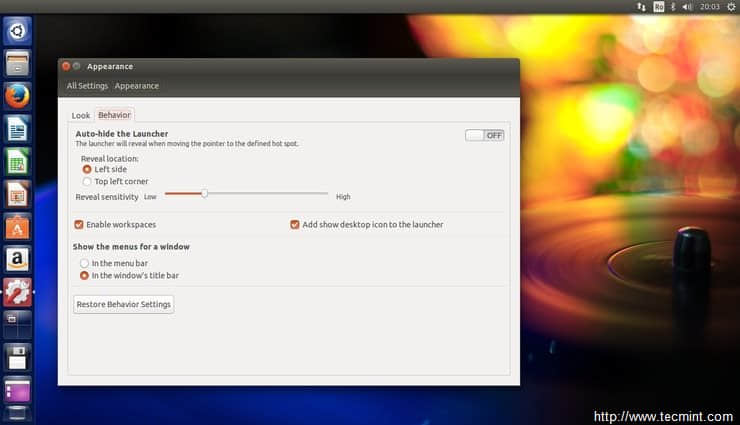 Ro 20:03
Appearance
All Settings Appearance
Look Behavior
Auto-hide the Launcher
OFF
The launcher will reveal when moving the pointer to the defined hot spot.
Reveal location:
Left side
Top left corner
Reveal sensitivity Low High
Enable workspaces Add show desktop icon to the launcher
Show the menus for a window
In the menu bar
In the window's title bar
Restore Behavior Settings
a
http://www.tecmint.com